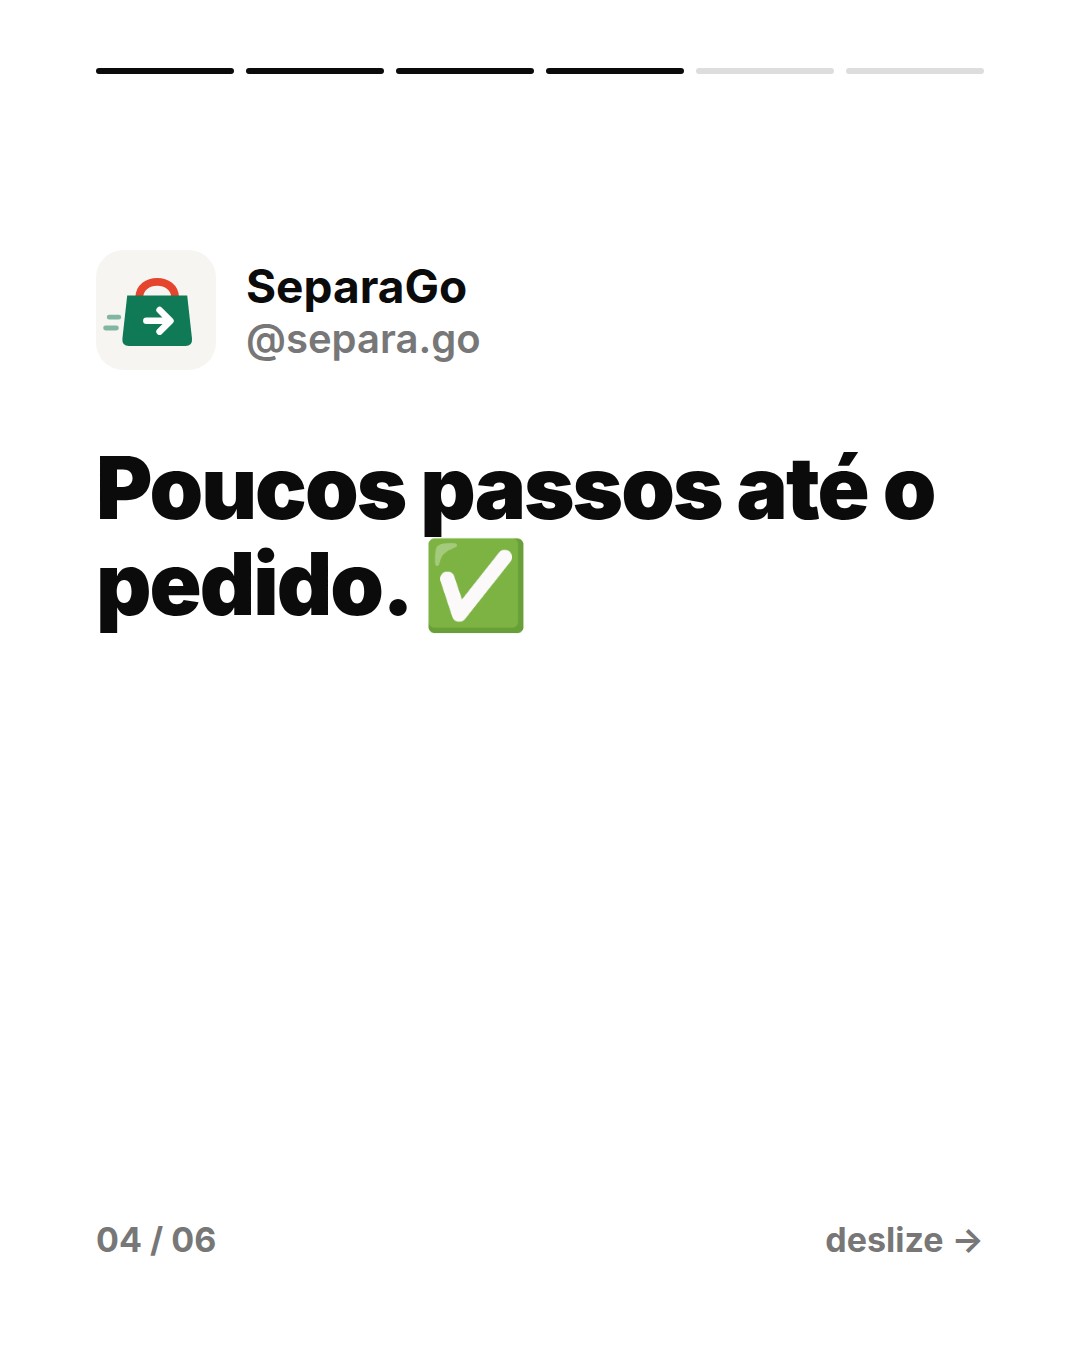 SeparaGo
@separa.go
Poucos passos até o
pedido. ✅
04 / 06
deslize →